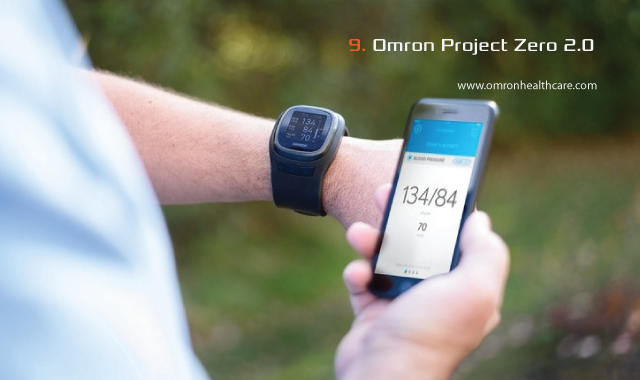 9. Omron Project Zero 2.0
www.omronhealthcare.com
134
84
70
BLOOD PRESSURE
134/84
70